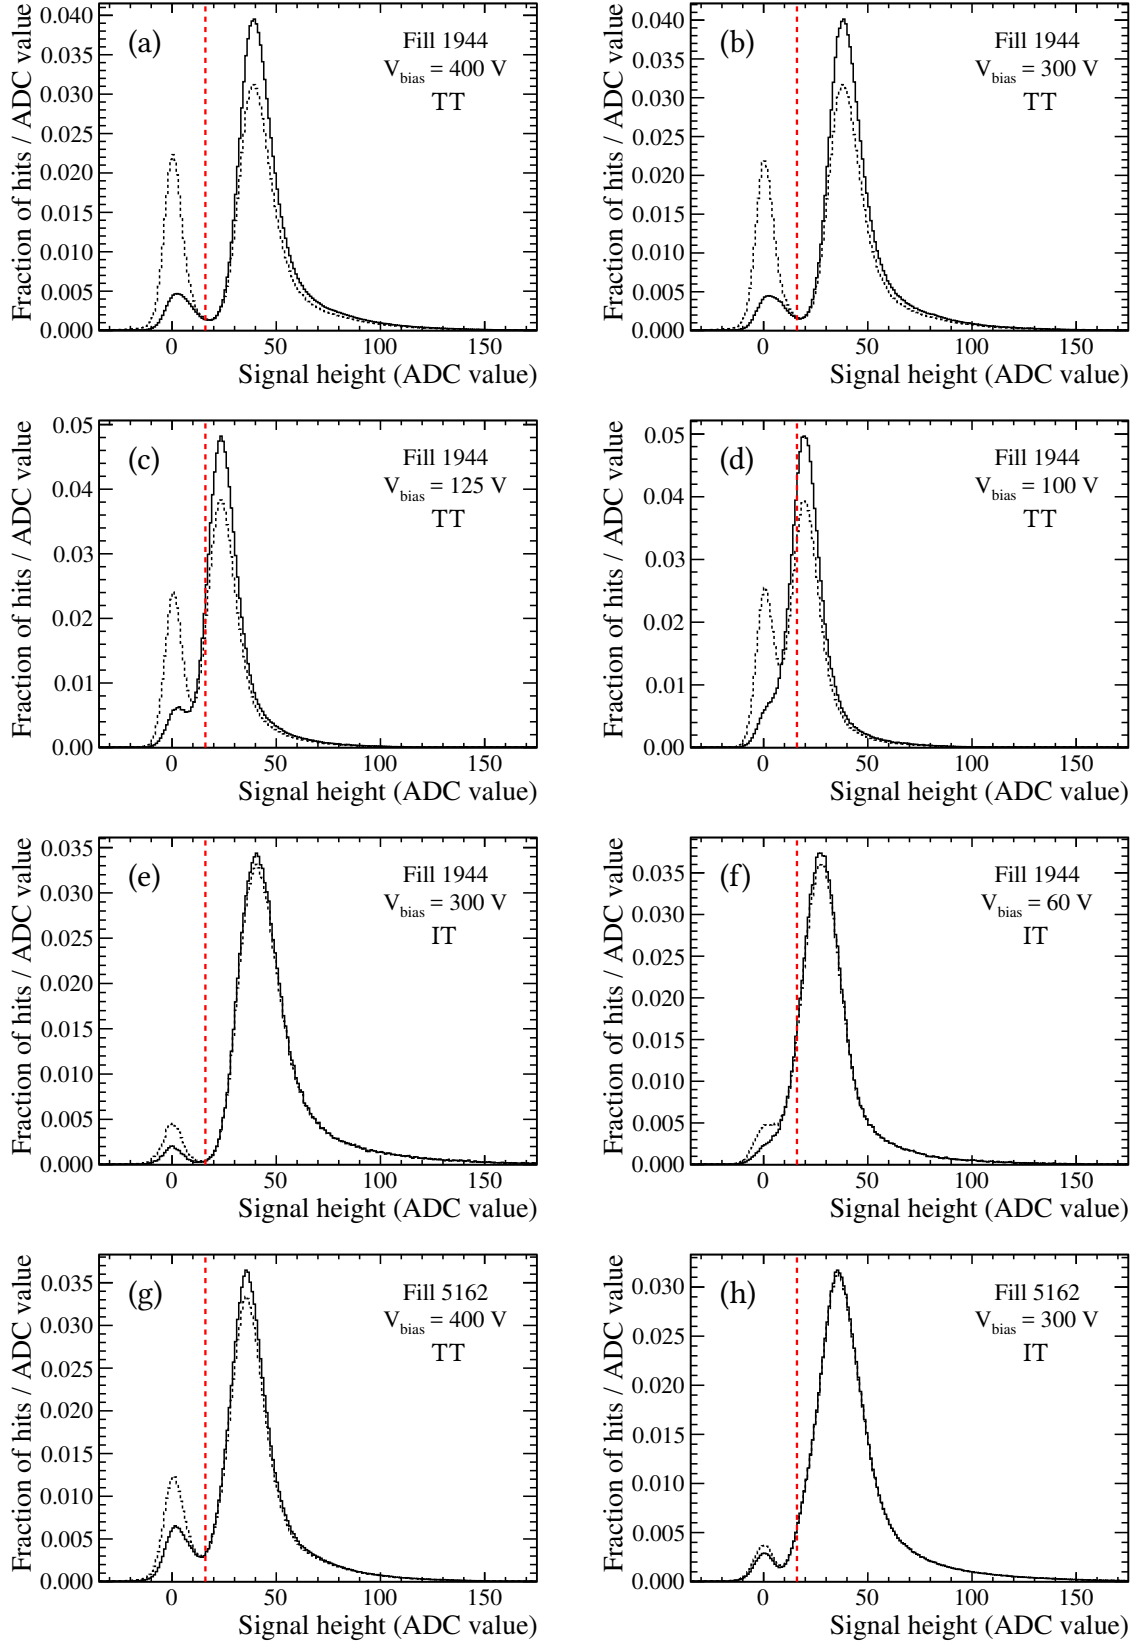 (a)
Fill 1944
V_bias = 400 V
TT
Fraction of hits / ADC value
0.040
0.035
0.030
0.025
0.020
0.015
0.010
0.005
0.000
0 50 100 150
Signal height (ADC value)
(b)
Fill 1944
V_bias = 300 V
TT
Fraction of hits / ADC value
0.040
0.035
0.030
0.025
0.020
0.015
0.010
0.005
0.000
0 50 100 150
Signal height (ADC value)
(c)
Fill 1944
V_bias = 125 V
TT
Fraction of hits / ADC value
0.05
0.04
0.03
0.02
0.01
0.00
0 50 100 150
Signal height (ADC value)
(d)
Fill 1944
V_bias = 100 V
TT
Fraction of hits / ADC value
0.05
0.04
0.03
0.02
0.01
0.00
0 50 100 150
Signal height (ADC value)
(e)
Fill 1944
V_bias = 300 V
IT
Fraction of hits / ADC value
0.035
0.030
0.025
0.020
0.015
0.010
0.005
0.000
0 50 100 150
Signal height (ADC value)
(f)
Fill 1944
V_bias = 60 V
IT
Fraction of hits / ADC value
0.035
0.030
0.025
0.020
0.015
0.010
0.005
0.000
0 50 100 150
Signal height (ADC value)
(g)
Fill 5162
V_bias = 400 V
TT
Fraction of hits / ADC value
0.035
0.030
0.025
0.020
0.015
0.010
0.005
0.000
0 50 100 150
Signal height (ADC value)
(h)
Fill 5162
V_bias = 300 V
IT
Fraction of hits / ADC value
0.030
0.025
0.020
0.015
0.010
0.005
0.000
0 50 100 150
Signal height (ADC value)